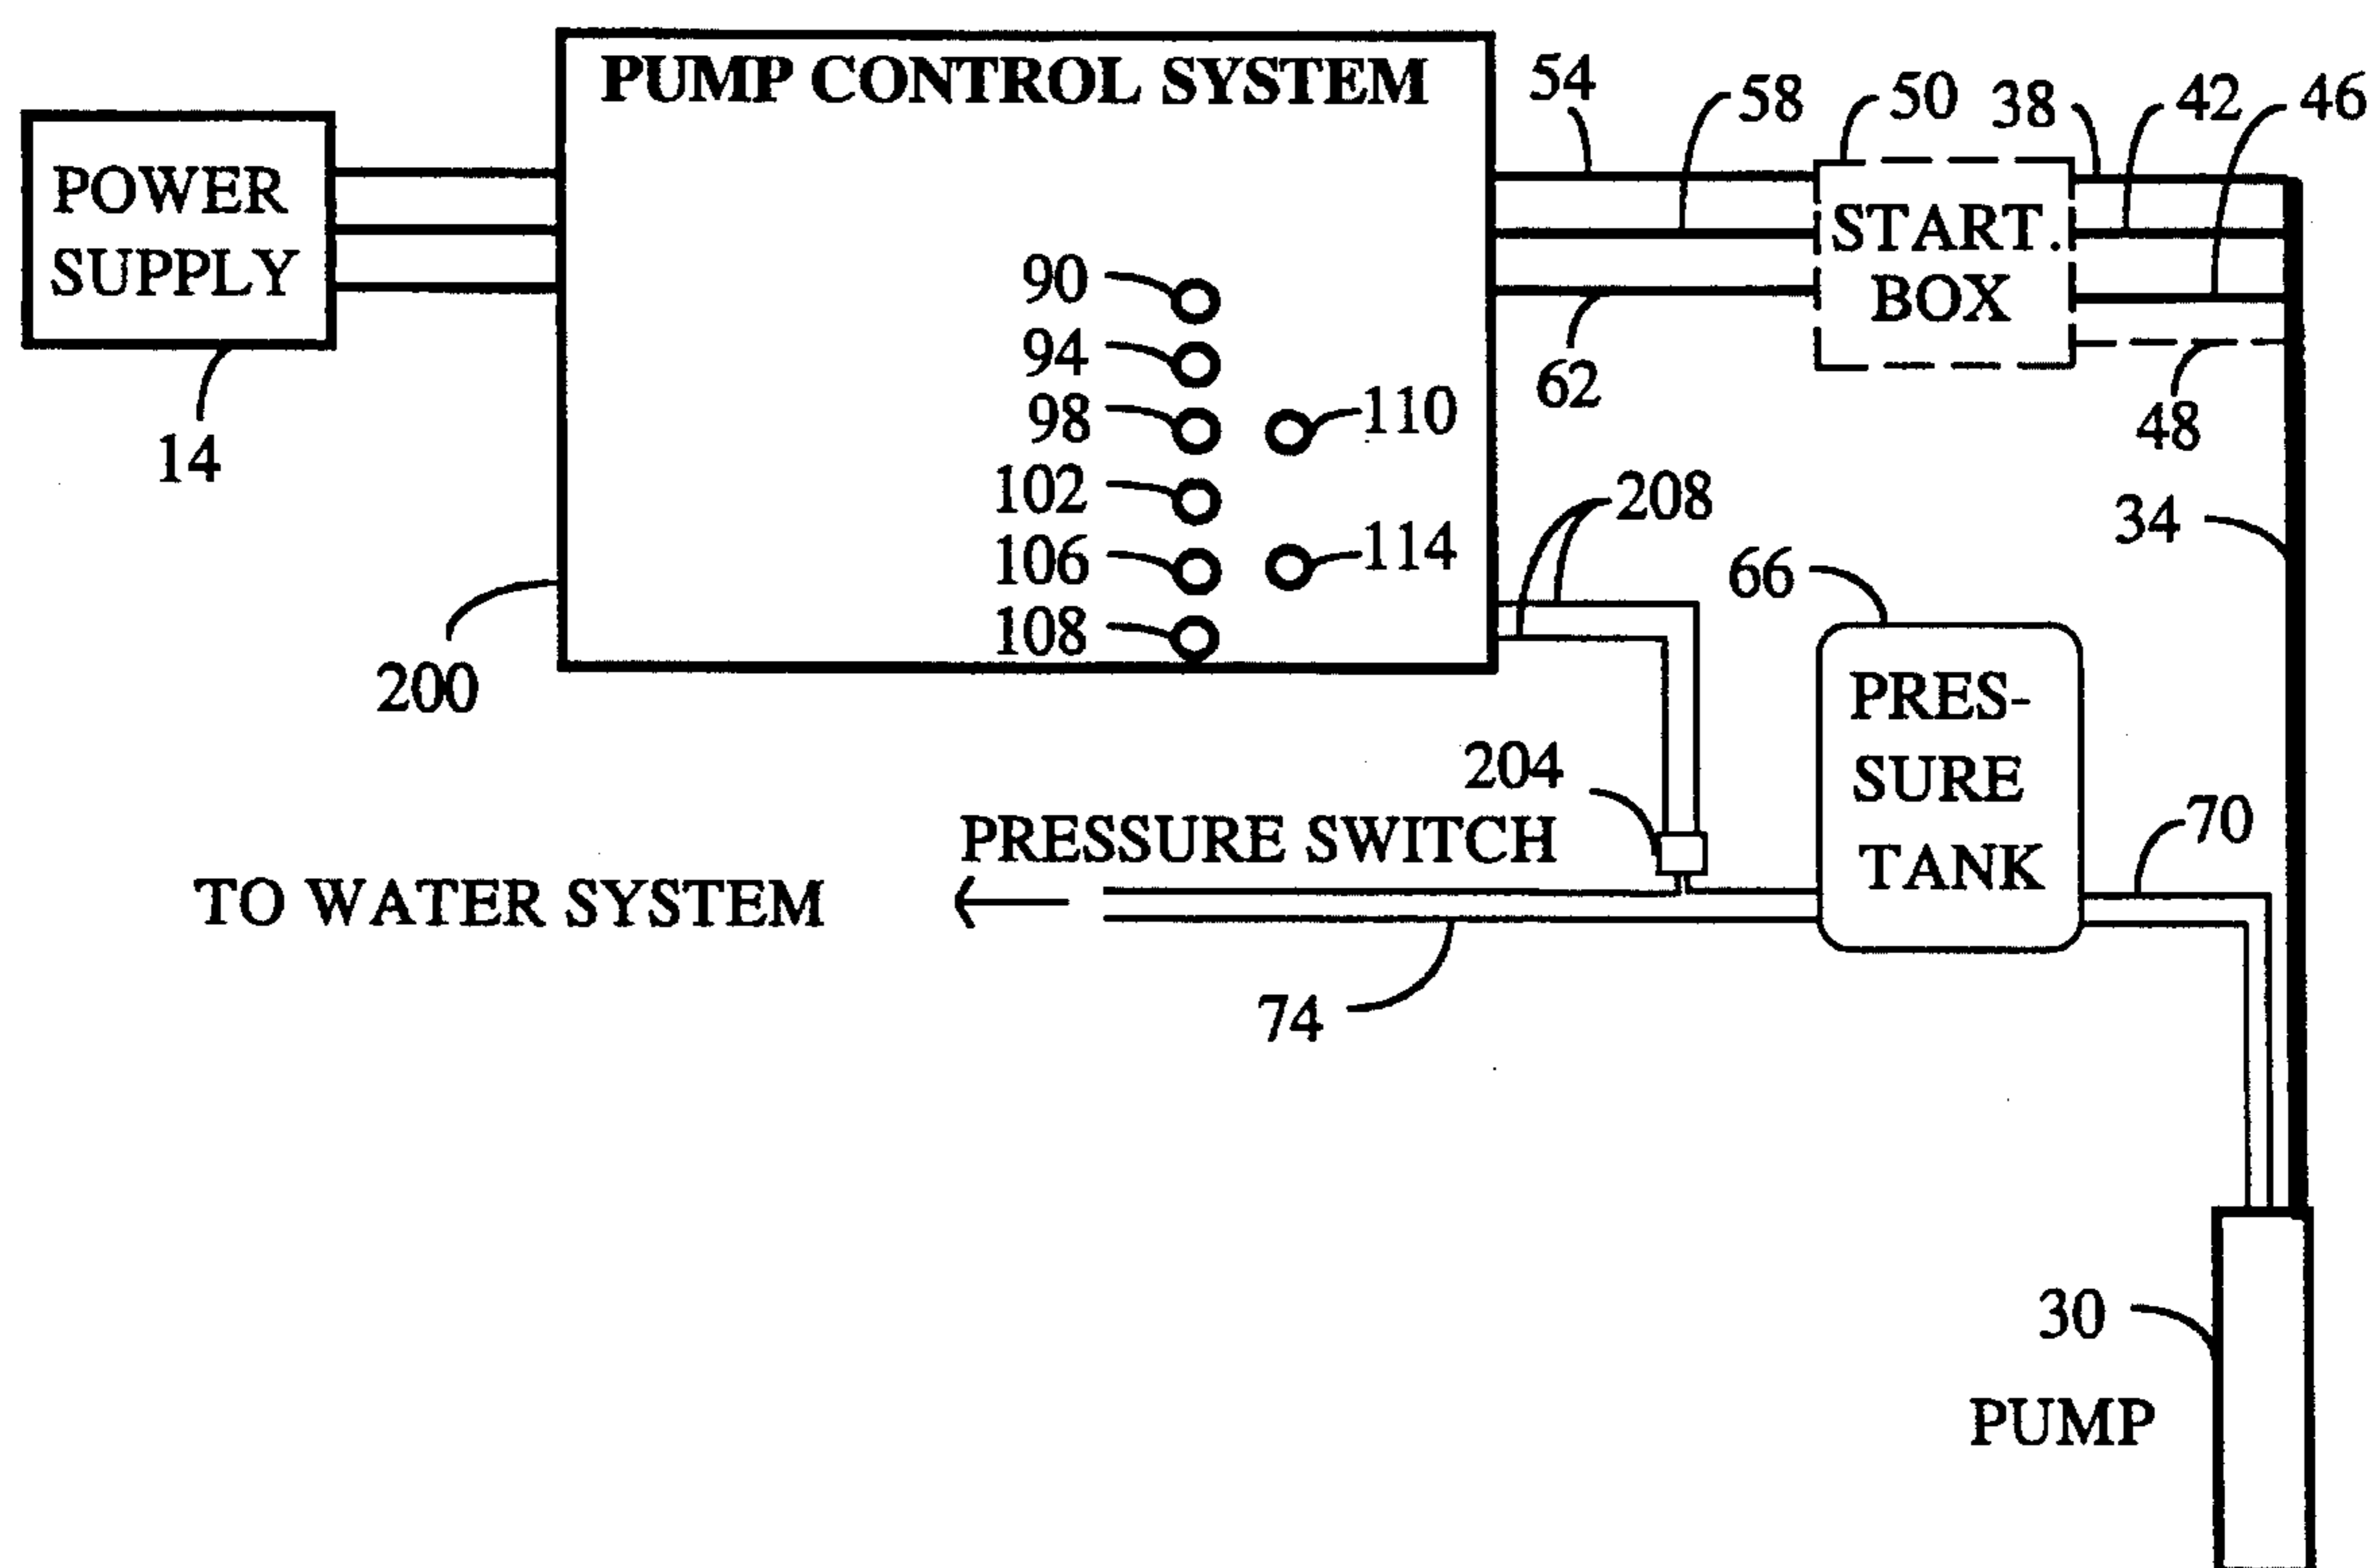 PUMP CONTROL SYSTEM
54
58
50
38
42
46
POWER
SUPPLY
14
START.
BOX
90
94
98
102
106
108
110
114
62
48
208
34
200
66
PRES-
SURE
TANK
204
70
PRESSURE SWITCH
TO WATER SYSTEM
74
30
PUMP